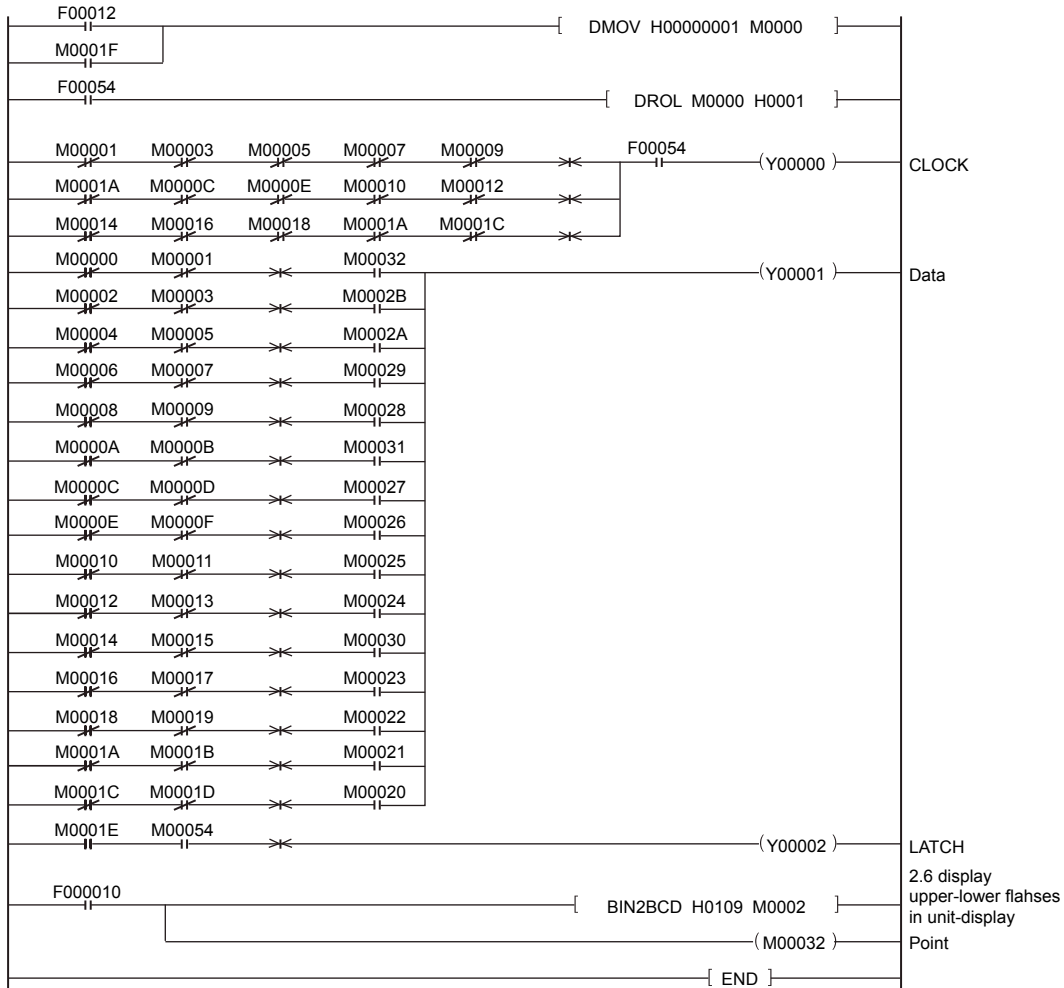 F00012
DMOV H00000001 M0000
M0001F
F00054
DROL M0000 H0001
M00001 M00003 M00005 M00007 M00009 F00054 Y00000 CLOCK
M0001A M0000C M0000E M00010 M00012
M00014 M00016 M00018 M0001A M0001C
M00000 M00001 M00032 Y00001 Data
M00002 M00003 M0002B
M00004 M00005 M0002A
M00006 M00007 M00029
M00008 M00009 M00028
M0000A M0000B M00031
M0000C M0000D M00027
M0000E M0000F M00026
M00010 M00011 M00025
M00012 M00013 M00024
M00014 M00015 M00030
M00016 M00017 M00023
M00018 M00019 M00022
M0001A M0001B M00021
M0001C M0001D M00020
M0001E M00054 Y00002 LATCH
2.6 display
upper-lower flahses
in unit-display
F000010
BIN2BCD H0109 M0002
M00032 Point
END